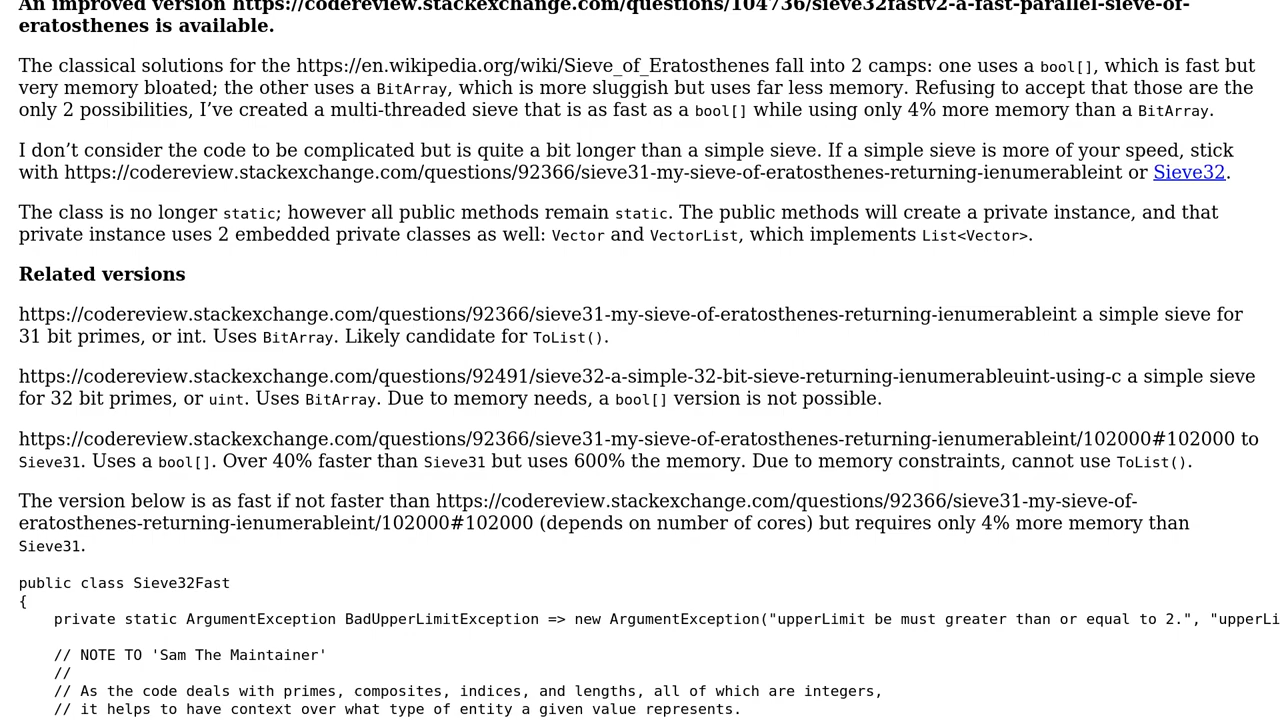 An improved version https://codereview.stackexchange.com/questions/104736/sieve32fastv2-a-fast-parallel-sieve-of-
eratosthenes is available.
The classical solutions for the https://en.wikipedia.org/wiki/Sieve_of_Eratosthenes fall into 2 camps: one uses a bool[], which is fast but
very memory bloated; the other uses a BitArray, which is more sluggish but uses far less memory. Refusing to accept that those are the
only 2 possibilities, I’ve created a multi-threaded sieve that is as fast as a bool[] while using only 4% more memory than a BitArray.
I don’t consider the code to be complicated but is quite a bit longer than a simple sieve. If a simple sieve is more of your speed, stick
with https://codereview.stackexchange.com/questions/92366/sieve31-my-sieve-of-eratosthenes-returning-ienumerableint or Sieve32.
The class is no longer static; however all public methods remain static. The public methods will create a private instance, and that
private instance uses 2 embedded private classes as well: Vector and VectorList, which implements List<Vector>.
Related versions
https://codereview.stackexchange.com/questions/92366/sieve31-my-sieve-of-eratosthenes-returning-ienumerableint a simple sieve for
31 bit primes, or int. Uses BitArray. Likely candidate for ToList().
https://codereview.stackexchange.com/questions/92491/sieve32-a-simple-32-bit-sieve-returning-ienumerableuint-using-c a simple sieve
for 32 bit primes, or uint. Uses BitArray. Due to memory needs, a bool[] version is not possible.
https://codereview.stackexchange.com/questions/92366/sieve31-my-sieve-of-eratosthenes-returning-ienumerableint/102000#102000 to
Sieve31. Uses a bool[]. Over 40% faster than Sieve31 but uses 600% the memory. Due to memory constraints, cannot use ToList().
The version below is as fast if not faster than https://codereview.stackexchange.com/questions/92366/sieve31-my-sieve-of-
eratosthenes-returning-ienumerableint/102000#102000 (depends on number of cores) but requires only 4% more memory than
Sieve31.
public class Sieve32Fast
{
    private static ArgumentException BadUpperLimitException => new ArgumentException("upperLimit be must greater than or equal to 2.", "upperLi
    // NOTE TO 'Sam The Maintainer'
    //
    // As the code deals with primes, composites, indices, and lengths, all of which are integers,
    // it helps to have context over what type of entity a given value represents.